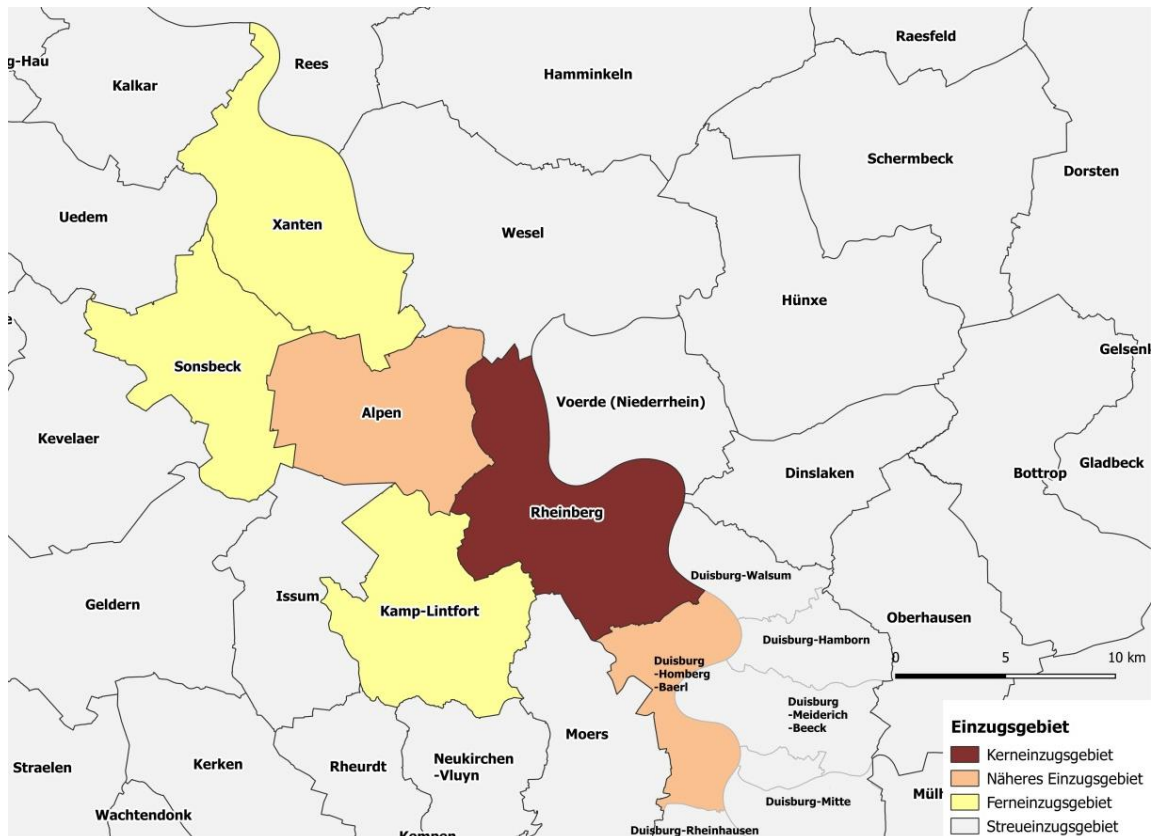 Raesfeld
g-Hau
Rees
Kalkar
Hamminkeln
Schermbeck
Dorsten
Uedem
Xanten
Wesel
Hünxe
Gelsenk
Sonsbeck
Voerde (Niederrhein)
Alpen
Kevelaer
Dinslaken
Bottrop
Gladbeck
Rheinberg
Duisburg-Walsum
Issum
Geldern
Kamp-Lintfort
Oberhausen
Duisburg-Hamborn
0 5 10 km
Duisburg
-Homberg
-Baerl
Duisburg
-Meiderich
-Beeck
Moers
Einzugsgebiet
Kerneinzugsgebiet
Näheres Einzugsgebiet
Ferneinzugsgebiet
Streueinzugsgebiet
Straelen
Kerken
Rheurdt
Neukirchen
-Vluyn
Mülh
Duisburg-Mitte
Wachtendonk
Kempen
Duisburg-Rheinhausen